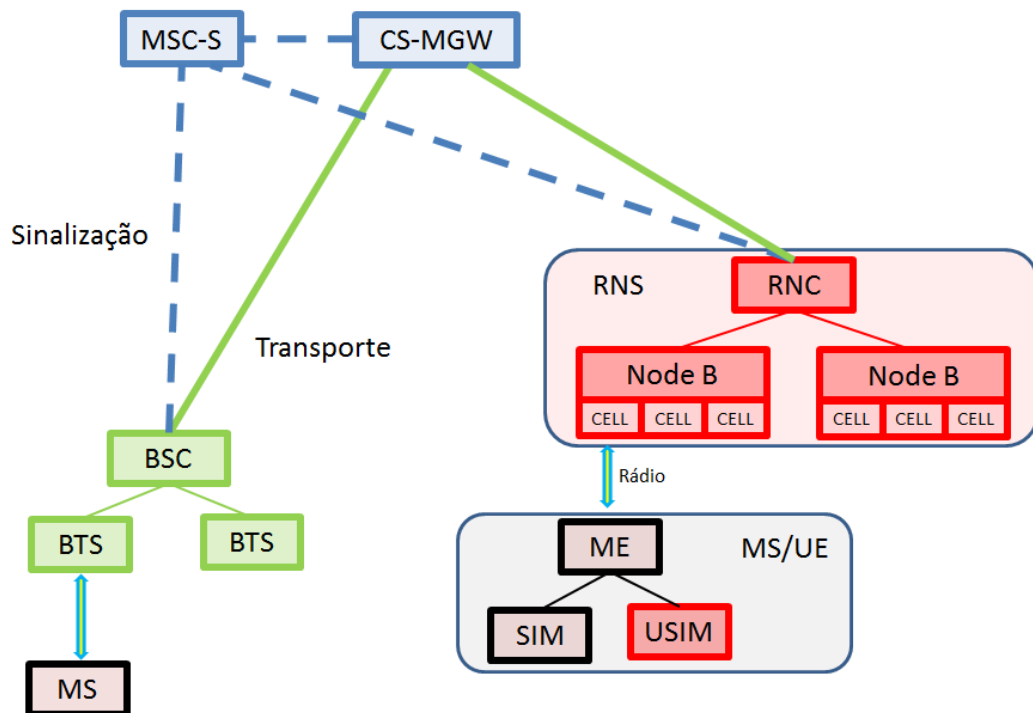 MSC-S
CS-MGW
Sinalização
RNS
RNC
Transporte
Node B
Node B
CELL
CELL
CELL
CELL
CELL
CELL
BSC
Rádio
BTS
BTS
ME
MS/UE
SIM
USIM
MS